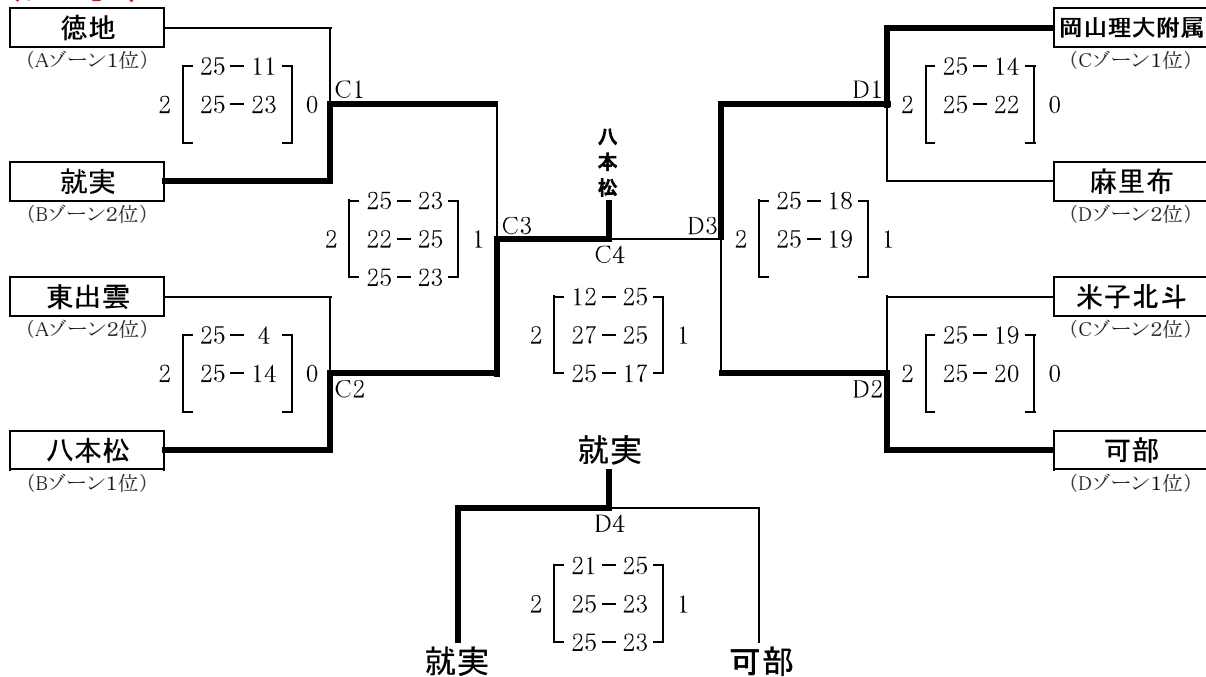 徳地
(Aゾーン1位)
2 25－11 0
25－23
C1
就実
(Bゾーン2位)
2 25－23 1
22－25
25－23
C3
東出雲
(Aゾーン2位)
2 25－ 4 0
25－14
C2
八本松
(Bゾーン1位)
八本松
C4
2 12－25 1
27－25
25－17
岡山理大附属
(Cゾーン1位)
D1
2 25－14 0
25－22
麻里布
(Dゾーン2位)
D3
2 25－18 1
25－19
米子北斗
(Cゾーン2位)
D2
2 25－19 0
25－20
可部
(Dゾーン1位)
就実
D4
2 21－25 1
25－23
25－23
就実
可部